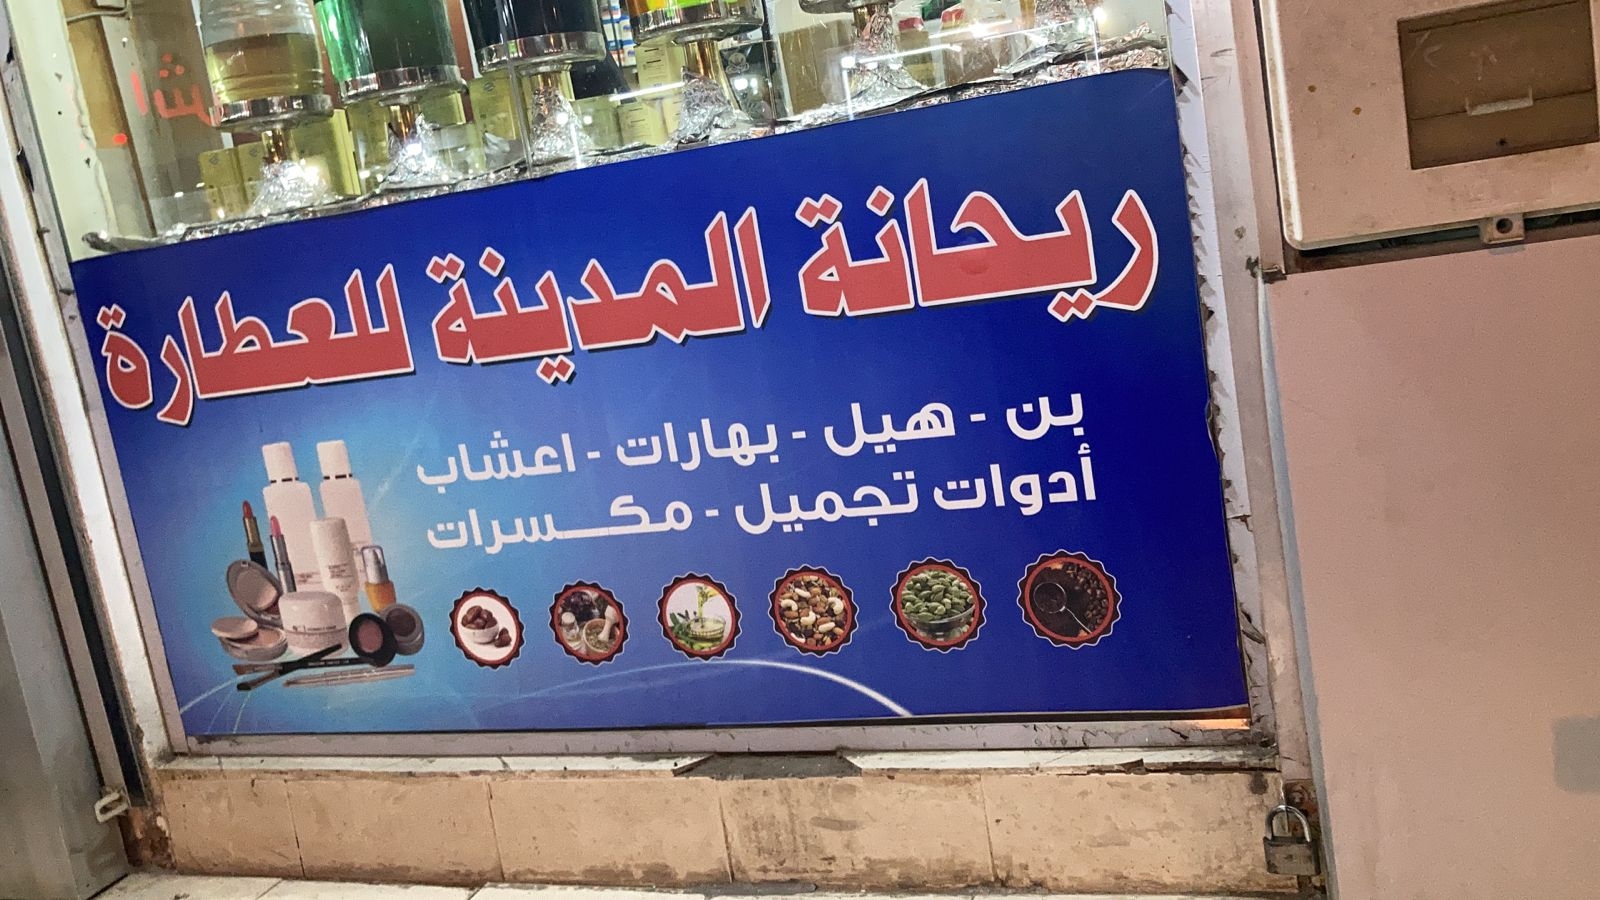 ريحانة المدينة للعطارة
بن - هيل - بهارات - اعشاب
أدوات تجميل - مكسرات